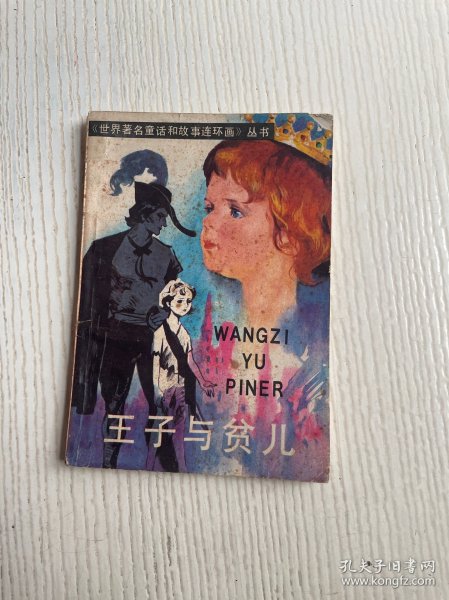 《世界著名童话和故事连环画》丛书
WANGZI
YU
PINER
王子与贫儿
孔夫子旧书网
www.kongfz.com